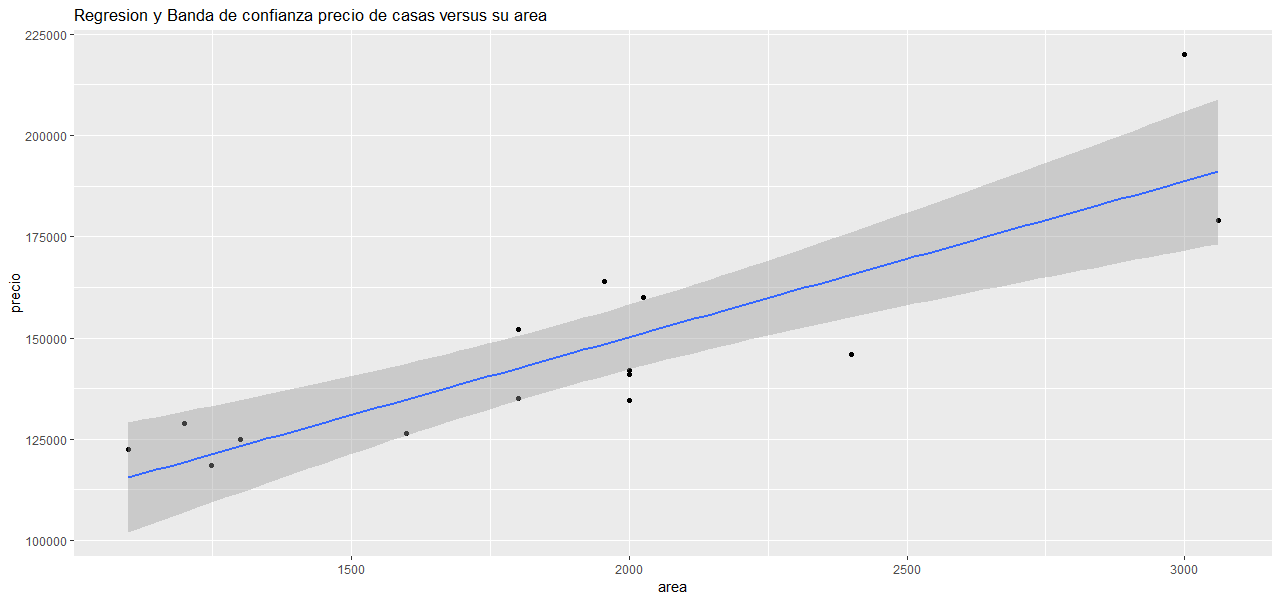 Regresion y Banda de confianza precio de casas versus su area
225000
200000
175000
150000
125000
100000
precio
1500 2000 2500 3000
area